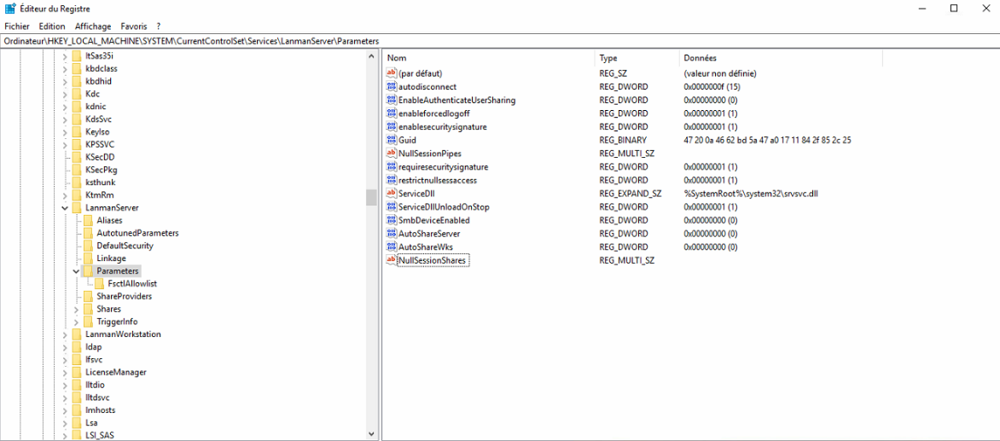 Éditeur du Registre
Fichier Edition Affichage Favoris ?
Ordinateur\HKEY_LOCAL_MACHINE\SYSTEM\CurrentControlSet\Services\LanmanServer\Parameters
ItSas35i
kbdclass
kbdhid
Kdc
kdnic
KdsSvc
KeyIso
KPSSVC
KSecDD
KSecPkg
ksthunk
KtmRm
LanmanServer
Aliases
AutotunedParameters
DefaultSecurity
Linkage
Parameters
FsctlAllowlist
ShareProviders
Shares
TriggerInfo
LanmanWorkstation
ldap
lfsvc
LicenseManager
lltdio
lltdsvc
lmhosts
Lsa
LSI_SAS
Nom Type Données
(par défaut) REG_SZ (valeur non définie)
autodisconnect REG_DWORD 0x0000000f (15)
EnableAuthenticateUserSharing REG_DWORD 0x00000000 (0)
enableforcedlogoff REG_DWORD 0x00000001 (1)
enablesecuritysignature REG_DWORD 0x00000001 (1)
Guid REG_BINARY 47 20 0a 46 62 bd 5a 47 a0 17 11 84 2f 85 2c 25
NullSessionPipes REG_MULTI_SZ
requiresecuritysignature REG_DWORD 0x00000001 (1)
restrictnullsessaccess REG_DWORD 0x00000001 (1)
ServiceDll REG_EXPAND_SZ %SystemRoot%\system32\srvsvc.dll
ServiceDllUnloadOnStop REG_DWORD 0x00000001 (1)
SmbDeviceEnabled REG_DWORD 0x00000000 (0)
AutoShareServer REG_DWORD 0x00000000 (0)
AutoShareWks REG_DWORD 0x00000000 (0)
NullSessionShares REG_MULTI_SZ